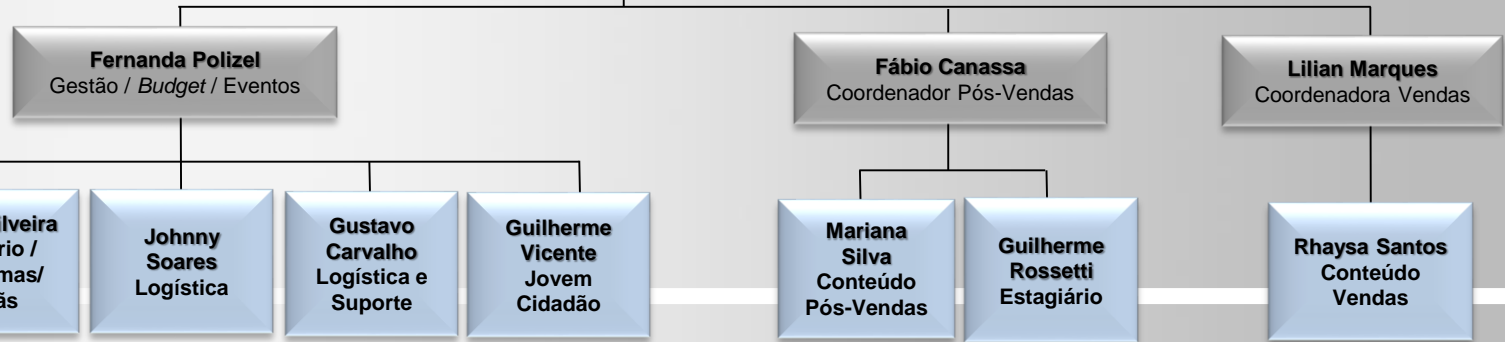 Fernanda Polizel
Gestão / Budget / Eventos
Fábio Canassa
Coordenador Pós-Vendas
Lilian Marques
Coordenadora Vendas
Johnny
Soares
Logística
Gustavo
Carvalho
Logística e
Suporte
Guilherme
Vicente
Jovem
Cidadão
Mariana
Silva
Conteúdo
Pós-Vendas
Guilherme
Rossetti
Estagiário
Rhaysa Santos
Conteúdo
Vendas